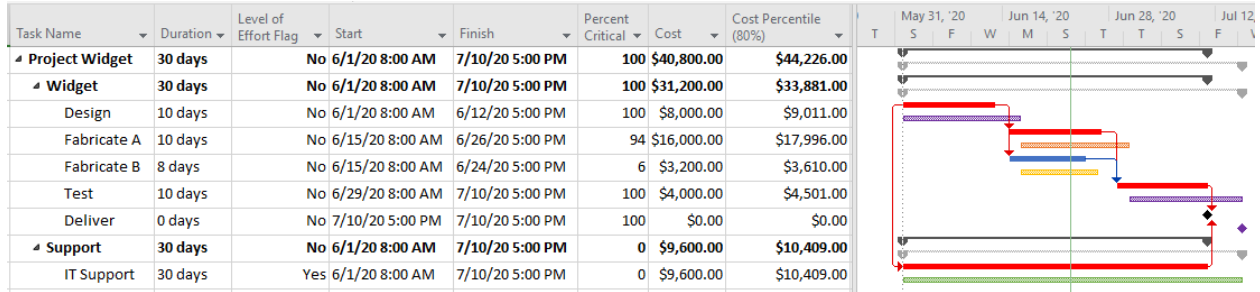 Task Name Duration Level of Effort Flag Start Finish Percent Critical Cost Cost Percentile (80%) May 31, '20 Jun 14, '20 Jun 28, '20 Jul 12,
T S F W M S T T S F
Project Widget 30 days No 6/1/20 8:00 AM 7/10/20 5:00 PM 100 $40,800.00 $44,226.00
Widget 30 days No 6/1/20 8:00 AM 7/10/20 5:00 PM 100 $31,200.00 $33,881.00
Design 10 days No 6/1/20 8:00 AM 6/12/20 5:00 PM 100 $8,000.00 $9,011.00
Fabricate A 10 days No 6/15/20 8:00 AM 6/26/20 5:00 PM 94 $16,000.00 $17,996.00
Fabricate B 8 days No 6/15/20 8:00 AM 6/24/20 5:00 PM 6 $3,200.00 $3,610.00
Test 10 days No 6/29/20 8:00 AM 7/10/20 5:00 PM 100 $4,000.00 $4,501.00
Deliver 0 days No 7/10/20 5:00 PM 7/10/20 5:00 PM 100 $0.00 $0.00
Support 30 days No 6/1/20 8:00 AM 7/10/20 5:00 PM 0 $9,600.00 $10,409.00
IT Support 30 days Yes 6/1/20 8:00 AM 7/10/20 5:00 PM 0 $9,600.00 $10,409.00